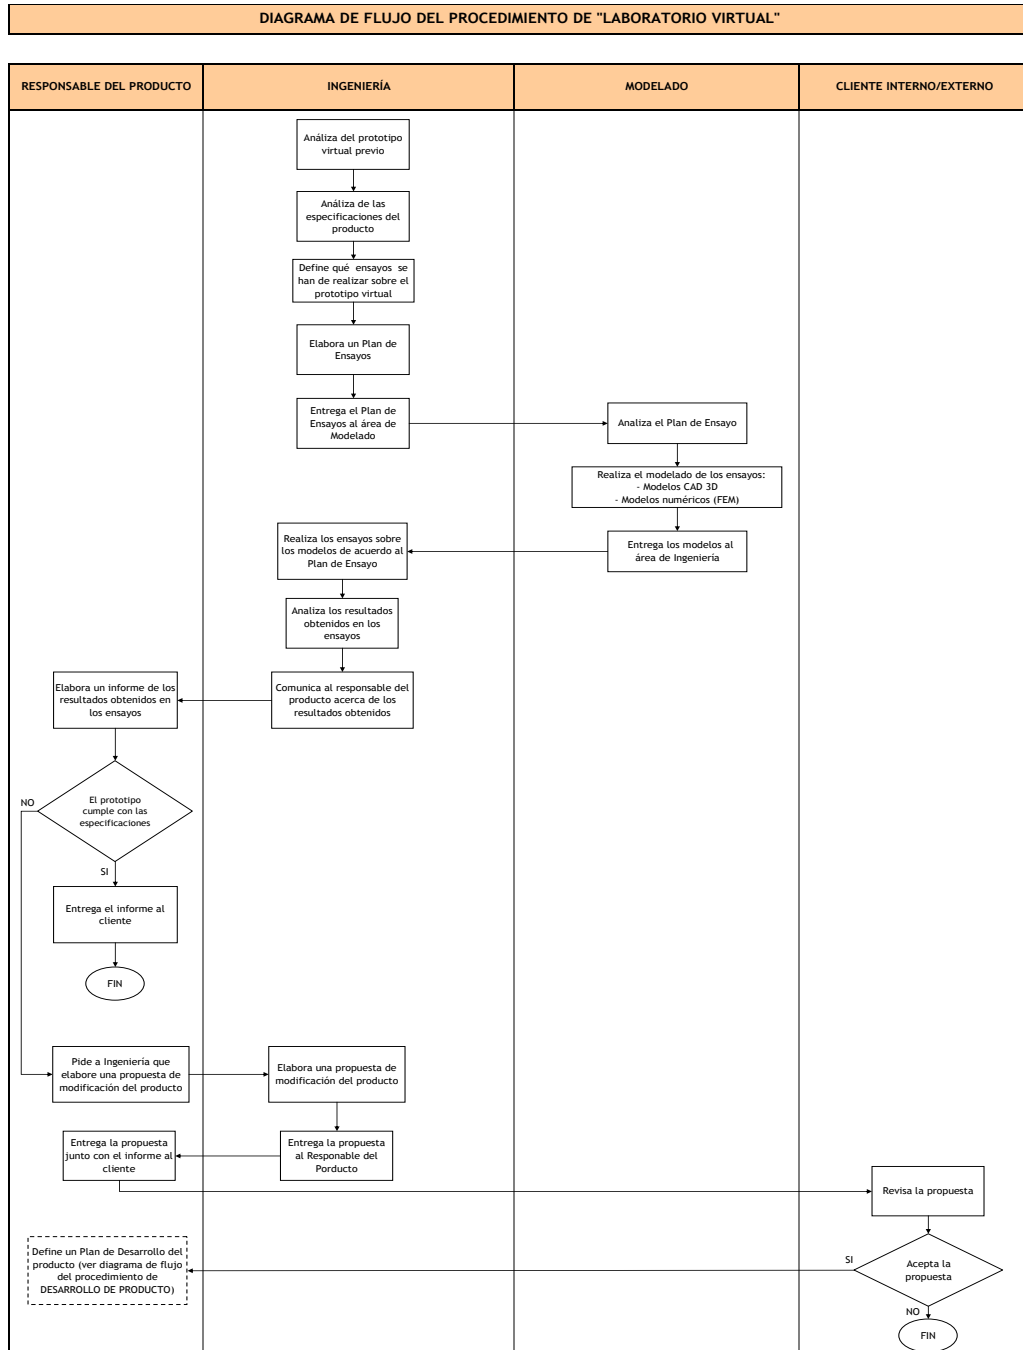 DIAGRAMA DE FLUJO DEL PROCEDIMIENTO DE "LABORATORIO VIRTUAL"
RESPONSABLE DEL PRODUCTO
INGENIERÍA
MODELADO
CLIENTE INTERNO/EXTERNO
Análiza del prototipo
virtual previo
Análiza de las
especificaciones del
producto
Define qué ensayos se
han de realizar sobre el
prototipo virtual
Elabora un Plan de
Ensayos
Entrega el Plan de
Ensayos al área de
Modelado
Analiza el Plan de Ensayo
Realiza el modelado de los ensayos:
- Modelos CAD 3D
- Modelos numéricos (FEM)
Entrega los modelos al
área de Ingeniería
Realiza los ensayos sobre
los modelos de acuerdo al
Plan de Ensayo
Analiza los resultados
obtenidos en los
ensayos
Comunica al responsable del
producto acerca de los
resultados obtenidos
Elabora un informe de los
resultados obtenidos en
los ensayos
El prototipo
cumple con las
especificaciones
NO
SI
Entrega el informe al
cliente
FIN
Pide a Ingeniería que
elabore una propuesta de
modificación del producto
Elabora una propuesta de
modificación del producto
Entrega la propuesta
al Responable del
Porducto
Entrega la propuesta
junto con el informe al
cliente
Revisa la propuesta
Acepta la
propuesta
SI
NO
FIN
Define un Plan de Desarrollo del
producto (ver diagrama de flujo
del procedimiento de
DESARROLLO DE PRODUCTO)